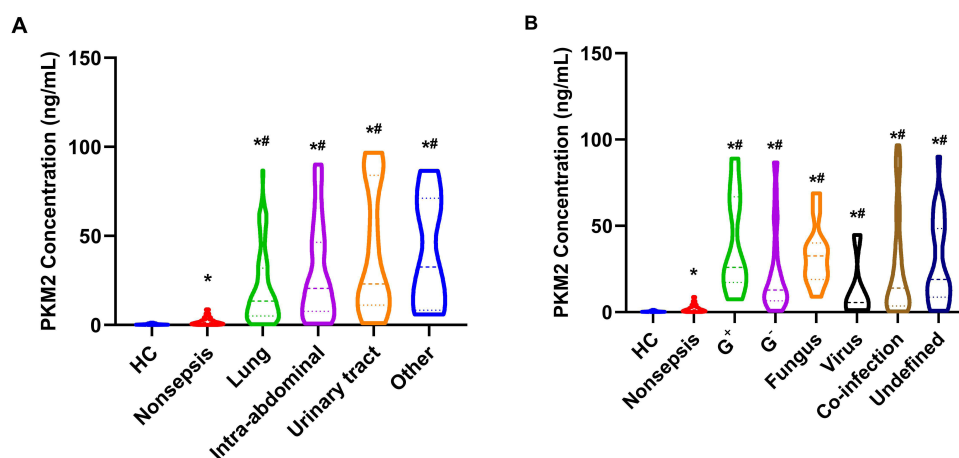 A
PKM2 Concentration (ng/mL)
150
100
50
0
*
*#
*#
*#
*#
HC
Nonsepsis
Lung
Intra-abdominal
Urinary tract
Other
B
PKM2 Concentration (ng/mL)
150
100
50
0
*
*#
*#
*#
*#
*#
*#
HC
Nonsepsis
G⁺
G⁻
Fungus
Virus
Co-infection
Undefined